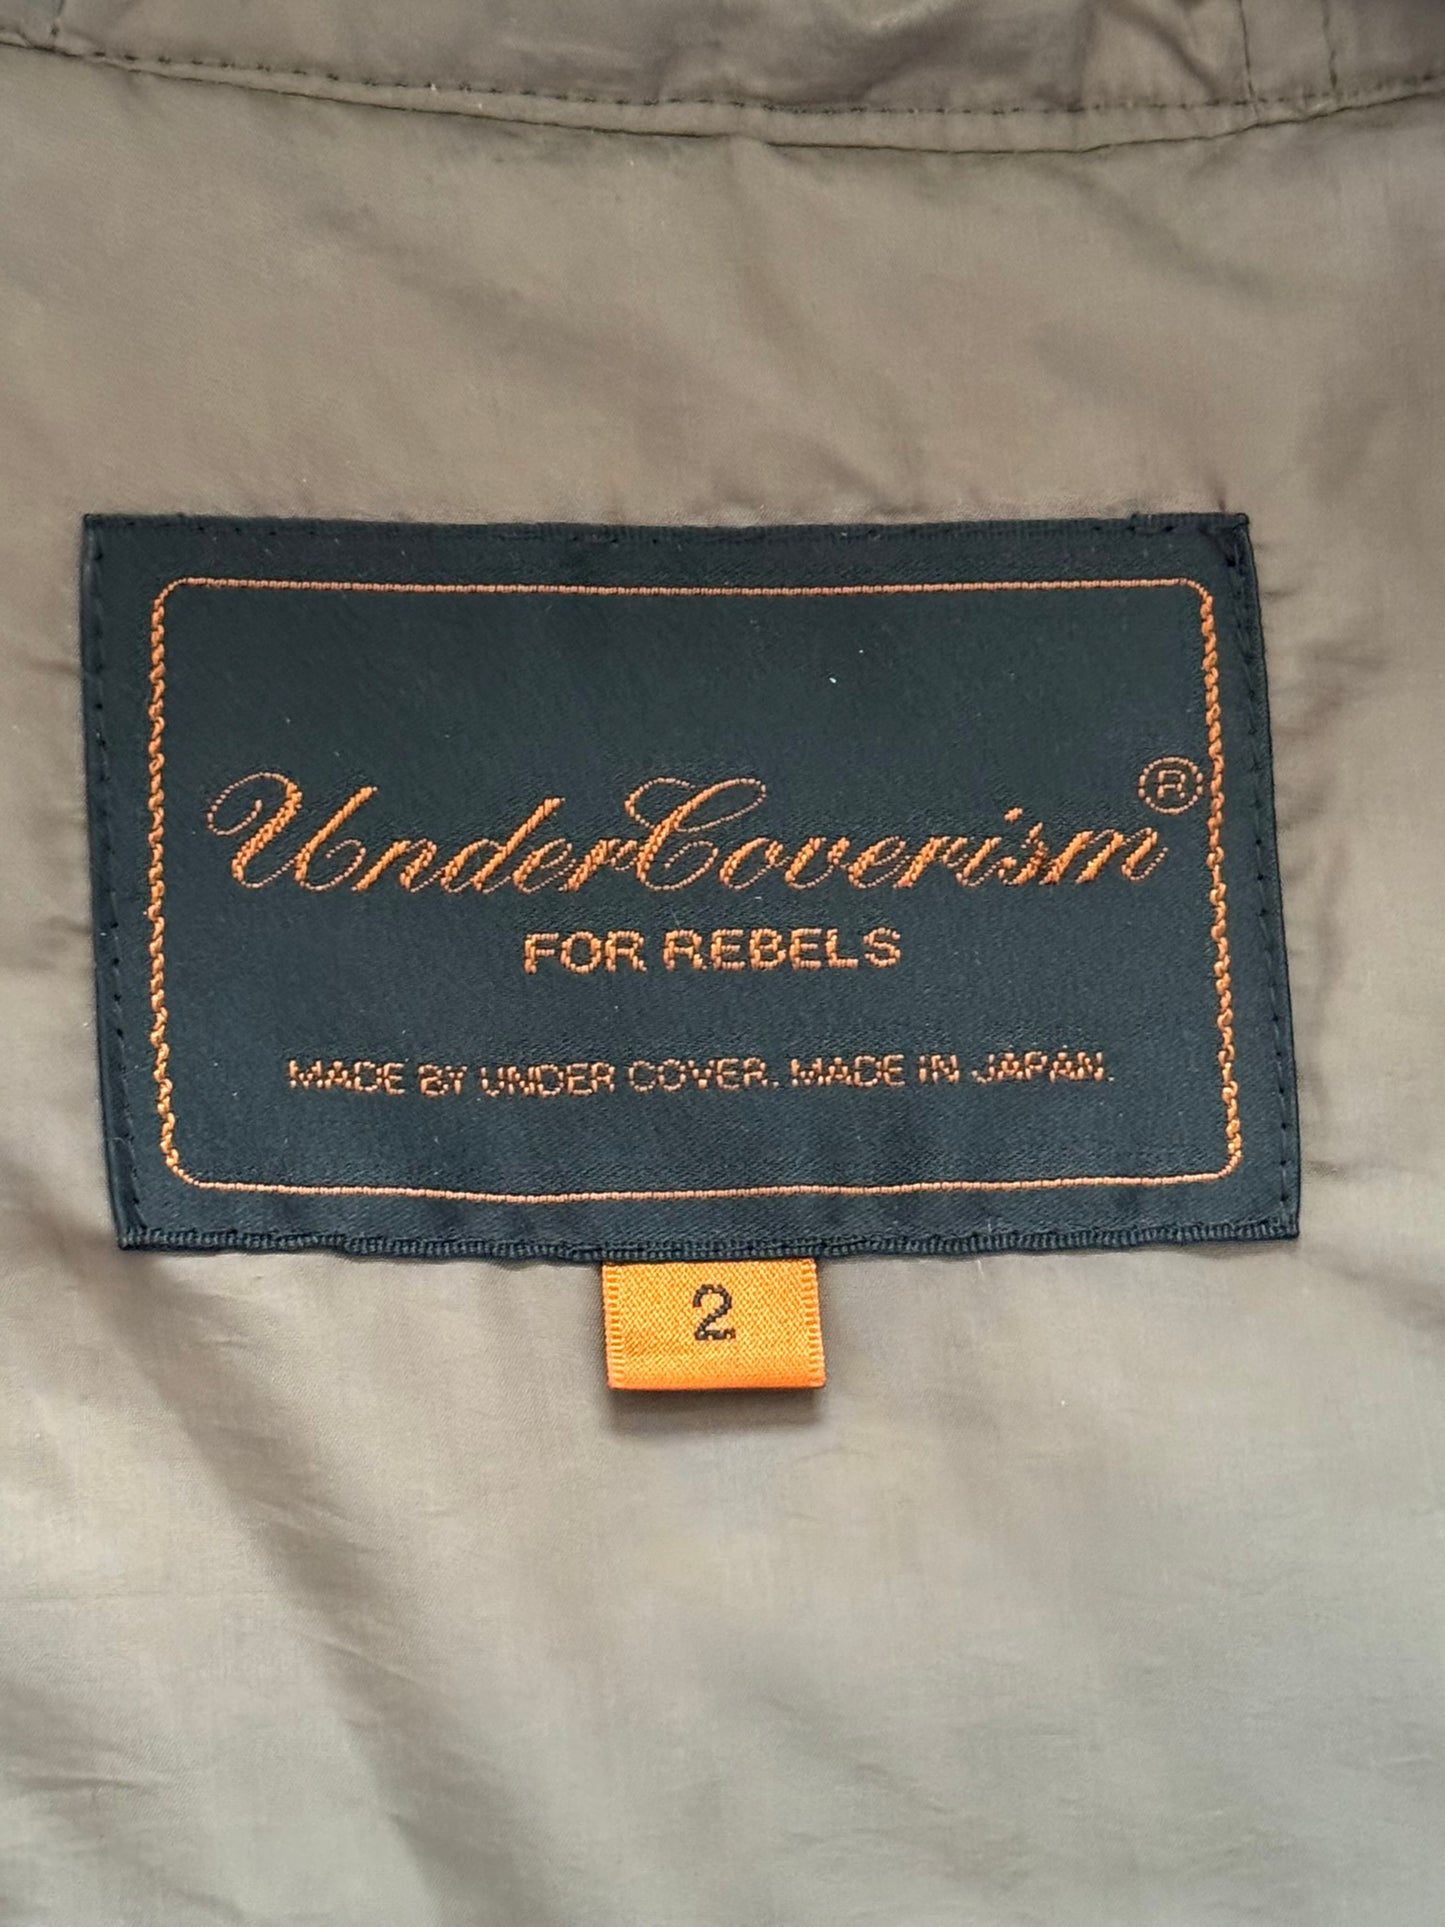 UnderCoverism®
FOR REBELS
MADE BY UNDER COVER. MADE IN JAPAN.
2